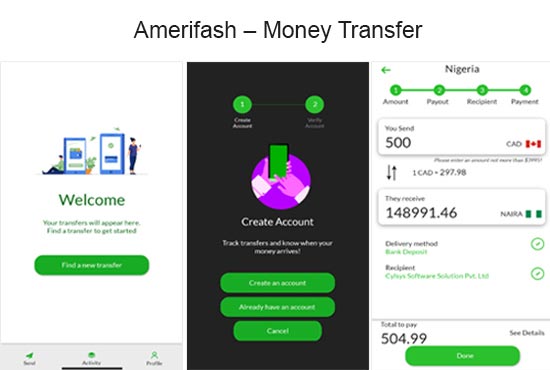 Amerifash – Money Transfer
Welcome
Your transfers will appear here.
Find a transfer to get started
Find a new transfer
Send
Activity
Profile
1
2
Create
Account
Verify
Account
Create Account
Track transfers and know when your
money arrives!
Create an account
Already have an account
Cancel
Nigeria
1
2
3
4
Amount
Payout
Recipient
Payment
You Send
500
CAD
Please enter an amount not more than $3995!
1 CAD = 297.98
They receive
148991.46
NAIRA
Delivery method
Bank Deposit
Recipient
Cylsys Software Solution Pvt. Ltd
Total to pay
504.99
See Details
Done